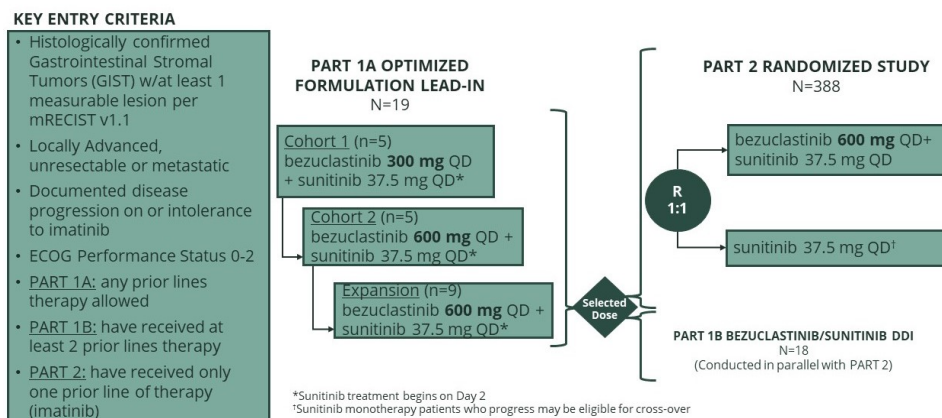 KEY ENTRY CRITERIA
• Histologically confirmed
Gastrointestinal Stromal
Tumors (GIST) w/at least 1
measurable lesion per
mRECIST v1.1
• Locally Advanced,
unresectable or metastatic
• Documented disease
progression on or intolerance
to imatinib
• ECOG Performance Status 0-2
• PART 1A: any prior lines
therapy allowed
• PART 1B: have received at
least 2 prior lines therapy
• PART 2: have received only
one prior line of therapy
(imatinib)
PART 1A OPTIMIZED
FORMULATION LEAD-IN
N=19
Cohort 1 (n=5)
bezuclastinib 300 mg QD
+ sunitinib 37.5 mg QD*
Cohort 2 (n=5)
bezuclastinib 600 mg QD +
sunitinib 37.5 mg QD*
Expansion (n=9)
bezuclastinib 600 mg QD +
sunitinib 37.5 mg QD*
Selected
Dose
PART 2 RANDOMIZED STUDY
N=388
R
1:1
bezuclastinib 600 mg QD+
sunitinib 37.5 mg QD
sunitinib 37.5 mg QD†
PART 1B BEZUCLASTINIB/SUNITINIB DDI
N=18
(Conducted in parallel with PART 2)
*Sunitinib treatment begins on Day 2
†Sunitinib monotherapy patients who progress may be eligible for cross-over